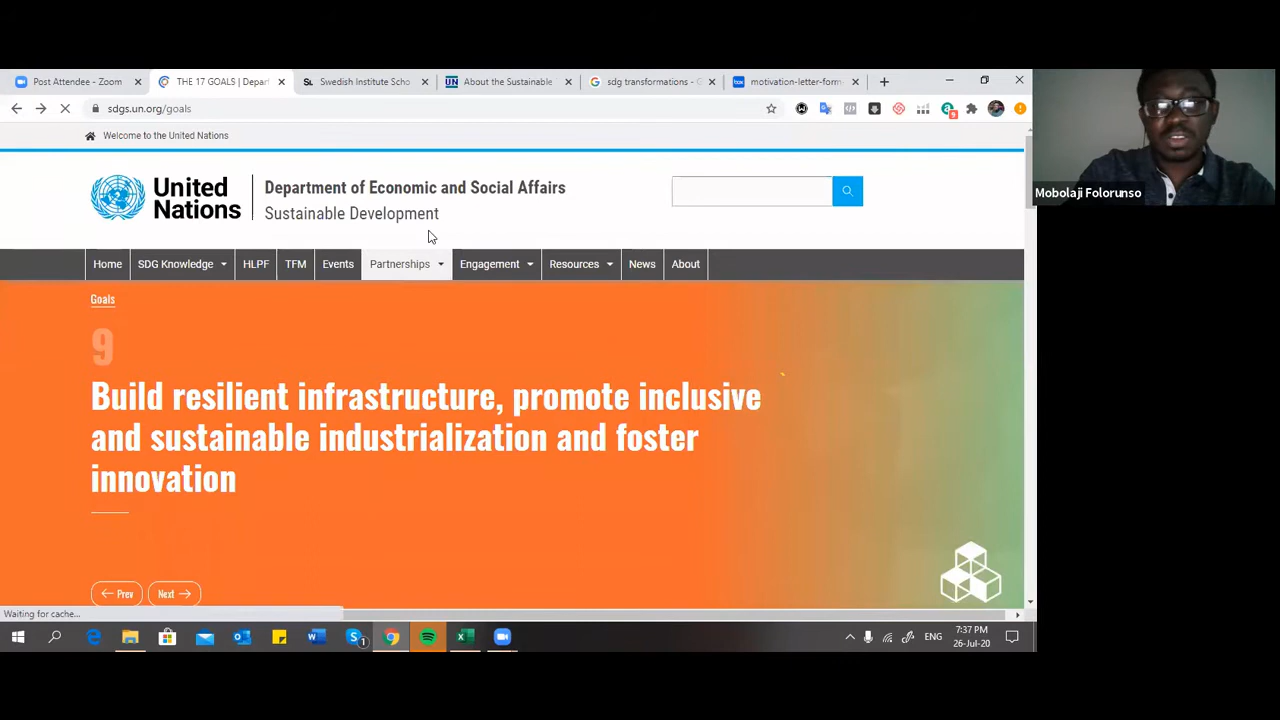 Post Attendee - Zoom
THE 17 GOALS | Depar
Swedish Institute Scho
About the Sustainable
sdg transformations - G
motivation-letter-form
sdgs.un.org/goals
9
Welcome to the United Nations
United
Nations
Department of Economic and Social Affairs
Sustainable Development
Home
SDG Knowledge
HLPF
TFM
Events
Partnerships
Engagement
Resources
News
About
Goals
9
Build resilient infrastructure, promote inclusive
and sustainable industrialization and foster
innovation
Prev
Next
Waiting for cache...
ENG
7:37 PM
26-Jul-20
Mobolaji Folorunso